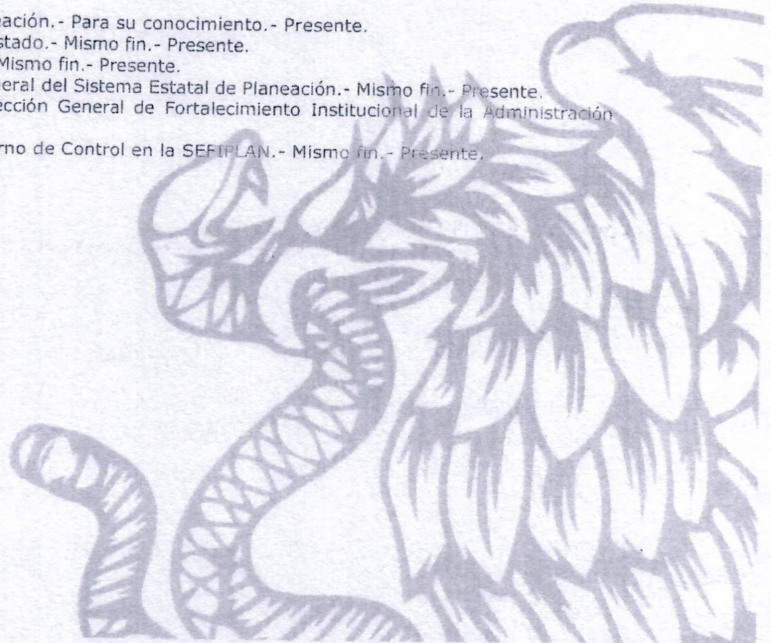 ación.- Para su conocimiento.- Presente.
stado.- Mismo fin.- Presente.
Mismo fin.- Presente.
eral del Sistema Estatal de Planeación.- Mismo fin.- Presente.
ección General de Fortalecimiento Institucional de la Administración
rno de Control en la SEFIPLAN.- Mismo fin.- Presente.